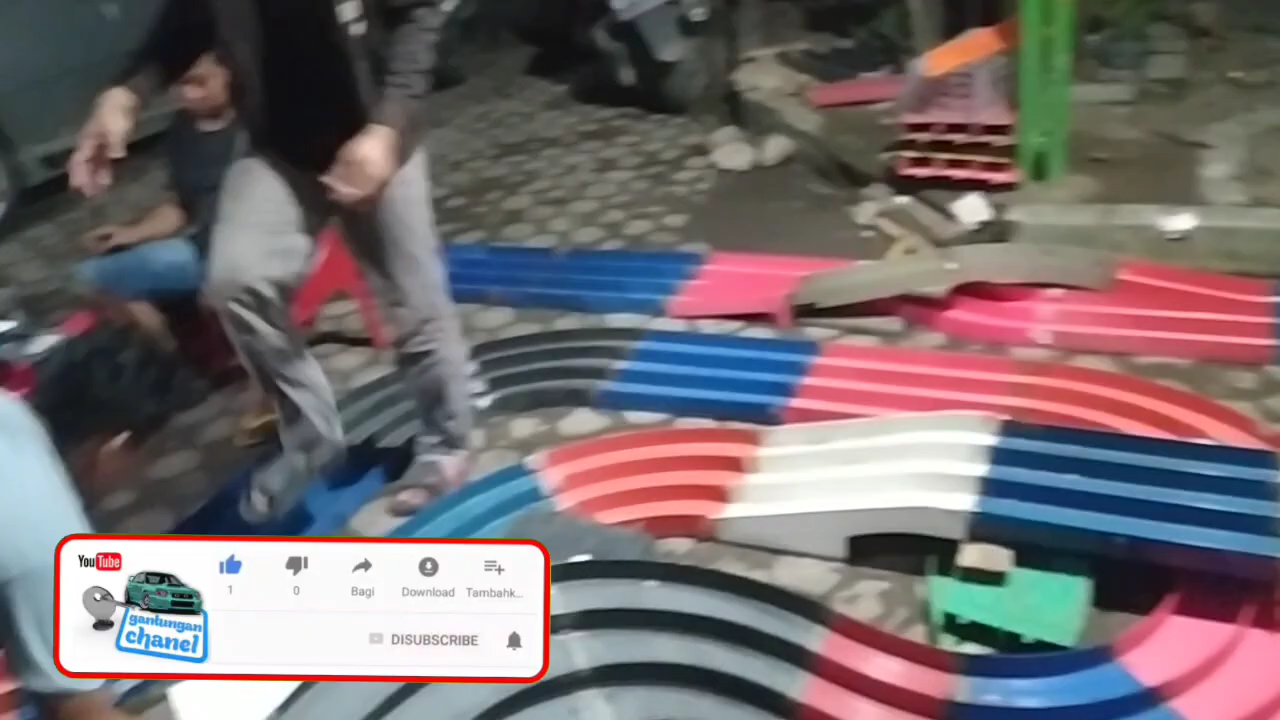 YouTube
1
0
Bagi
Download
Tambahk...
gantungan
chanel
DISUBSCRIBE